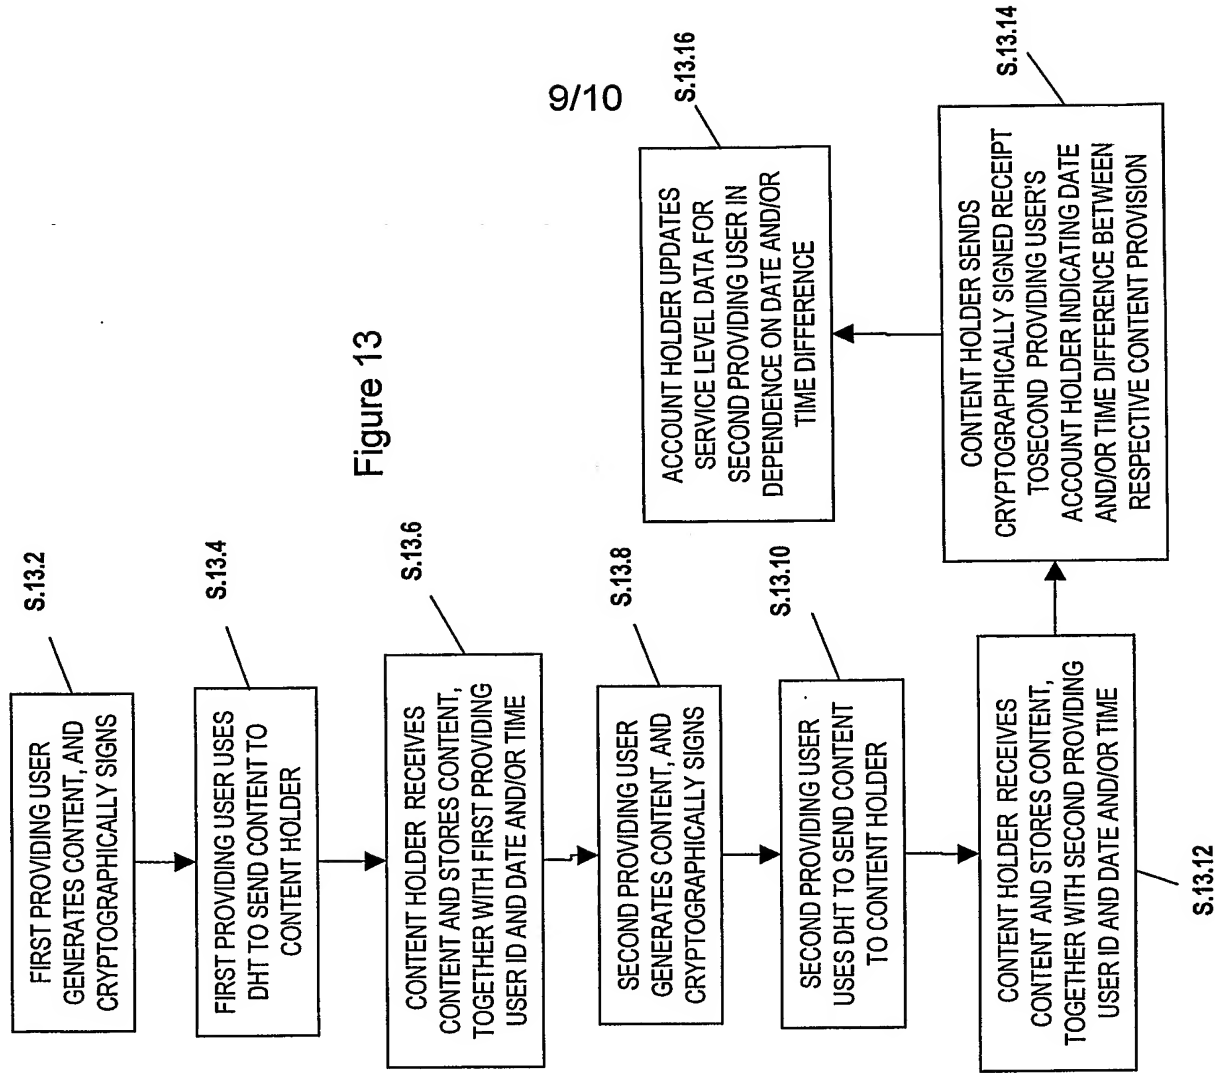 9/10
Figure 13
S.13.2
FIRST PROVIDING USER
GENERATES CONTENT, AND
CRYPTOGRAPHICALLY SIGNS
S.13.4
FIRST PROVIDING USER USES
DHT TO SEND CONTENT TO
CONTENT HOLDER
S.13.6
CONTENT HOLDER RECEIVES
CONTENT AND STORES CONTENT,
TOGETHER WITH FIRST PROVIDING
USER ID AND DATE AND/OR TIME
S.13.8
SECOND PROVIDING USER
GENERATES CONTENT, AND
CRYPTOGRAPHICALLY SIGNS
S.13.10
SECOND PROVIDING USER
USES DHT TO SEND CONTENT
TO CONTENT HOLDER
CONTENT HOLDER RECEIVES
CONTENT AND STORES CONTENT,
TOGETHER WITH SECOND PROVIDING
USER ID AND DATE AND/OR TIME
S.13.12
S.13.14
CONTENT HOLDER SENDS
CRYPTOGRAPHICALLY SIGNED RECEIPT
TOSECOND PROVIDING USER'S
ACCOUNT HOLDER INDICATING DATE
AND/OR TIME DIFFERENCE BETWEEN
RESPECTIVE CONTENT PROVISION
S.13.16
ACCOUNT HOLDER UPDATES
SERVICE LEVEL DATA FOR
SECOND PROVIDING USER IN
DEPENDENCE ON DATE AND/OR
TIME DIFFERENCE